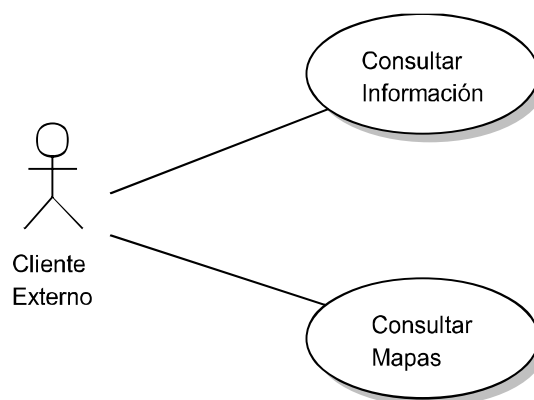 Consultar
Información
Cliente
Externo
Consultar
Mapas